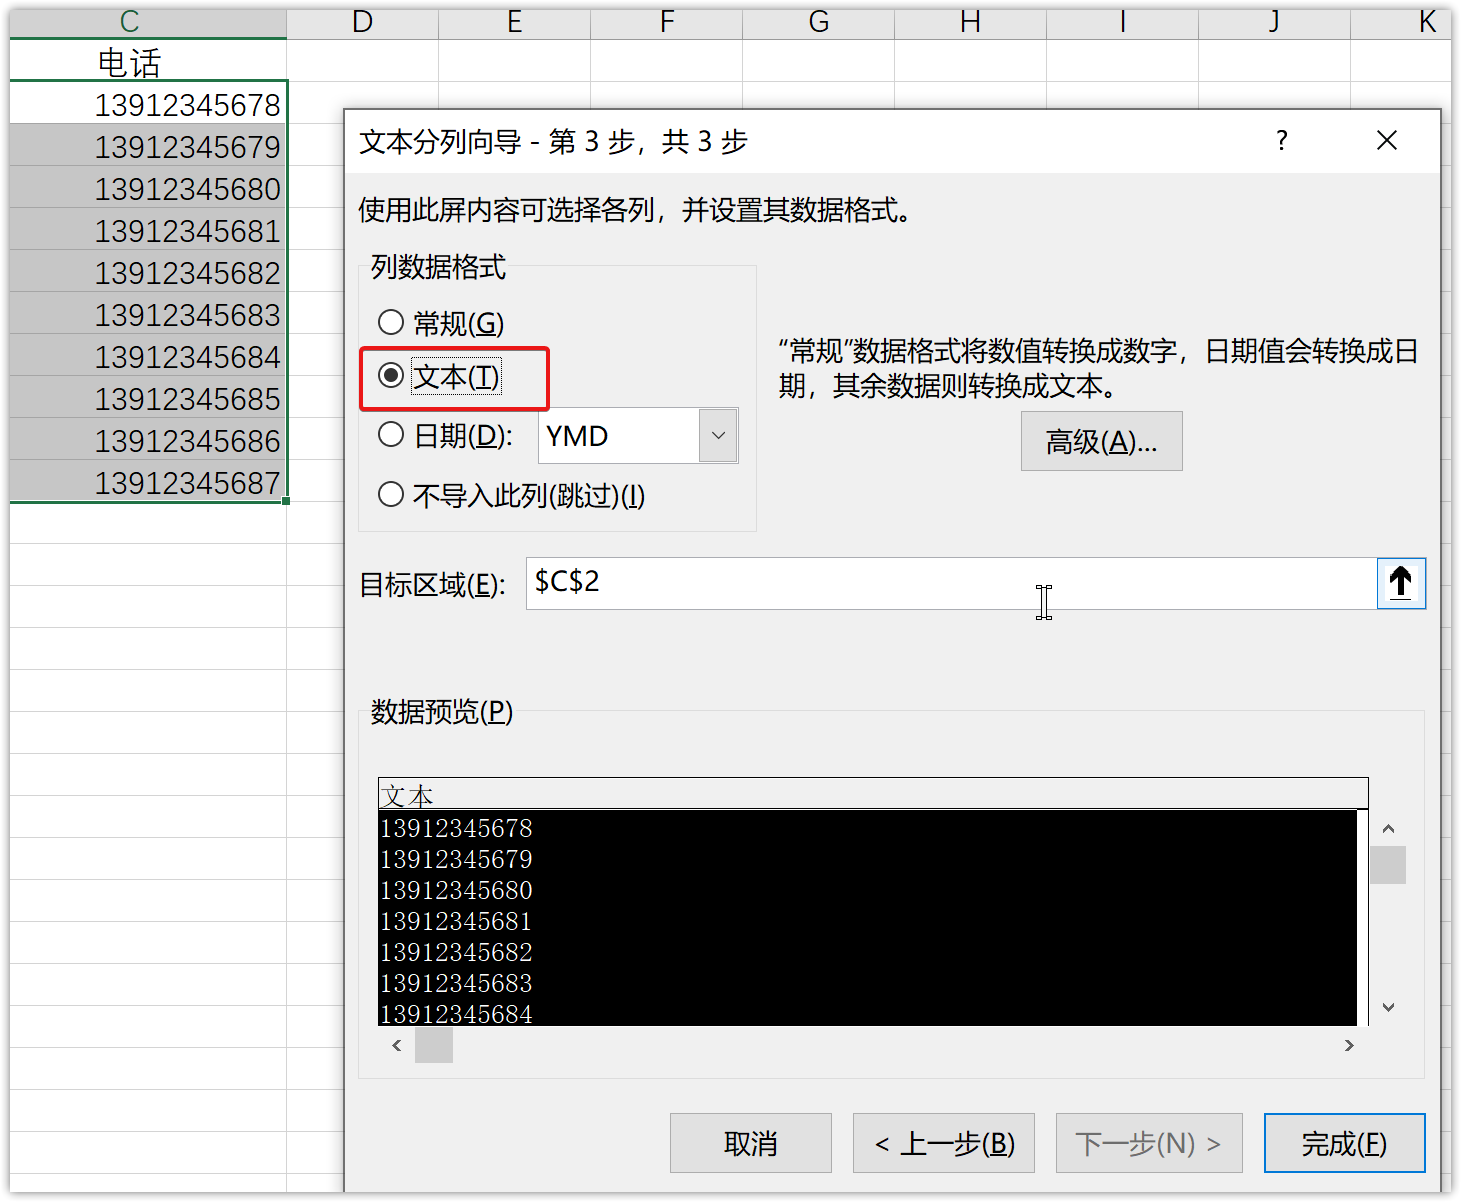 C D E F G H I J K
电话
13912345678
13912345679
13912345680
13912345681
13912345682
13912345683
13912345684
13912345685
13912345686
13912345687
文本分列向导 - 第 3 步，共 3 步 ?
使用此屏内容可选择各列，并设置其数据格式。
列数据格式
常规(G)
文本(T)
日期(D): YMD
不导入此列(跳过)(I)
“常规”数据格式将数值转换成数字，日期值会转换成日
期，其余数据则转换成文本。
高级(A)...
目标区域(E): $C$2
数据预览(P)
文本
13912345678
13912345679
13912345680
13912345681
13912345682
13912345683
13912345684
取消 < 上一步(B) 下一步(N) > 完成(F)